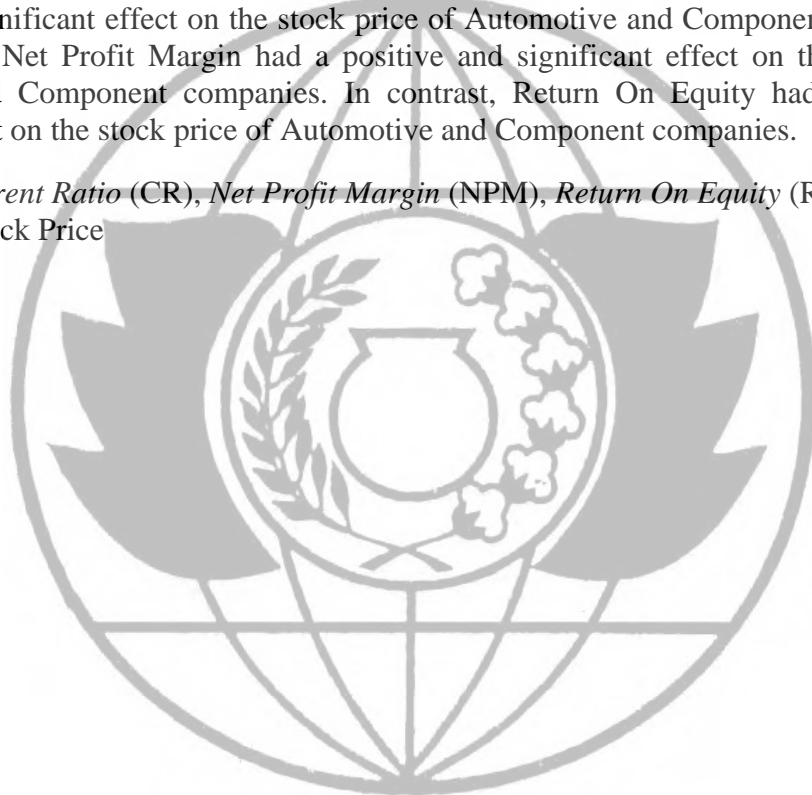 nificant effect on the stock price of Automotive and Componen
Net Profit Margin had a positive and significant effect on th
Component companies. In contrast, Return On Equity had
t on the stock price of Automotive and Component companies.
rent Ratio (CR), Net Profit Margin (NPM), Return On Equity (R
ck Price